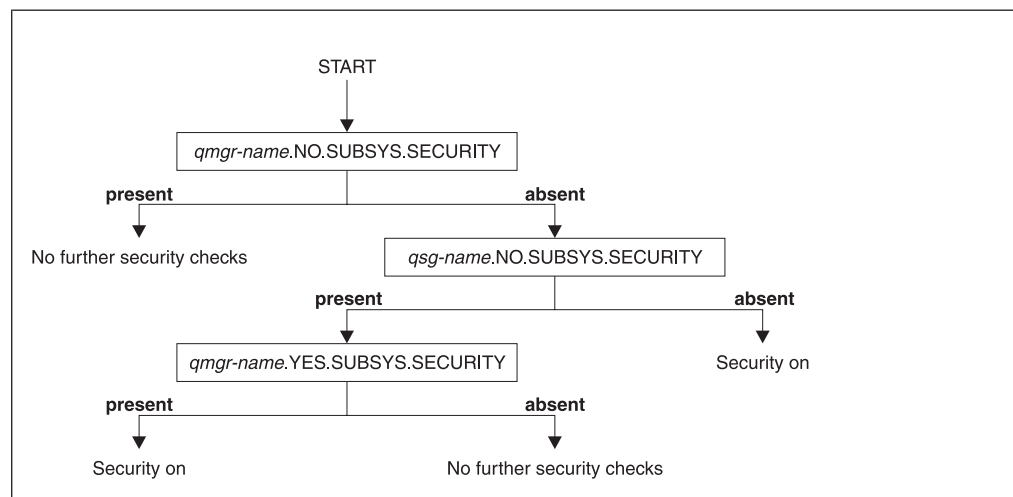 START
qmgr-name.NO.SUBSYS.SECURITY
present
absent
No further security checks
qsg-name.NO.SUBSYS.SECURITY
present
absent
qmgr-name.YES.SUBSYS.SECURITY
Security on
present
absent
Security on
No further security checks